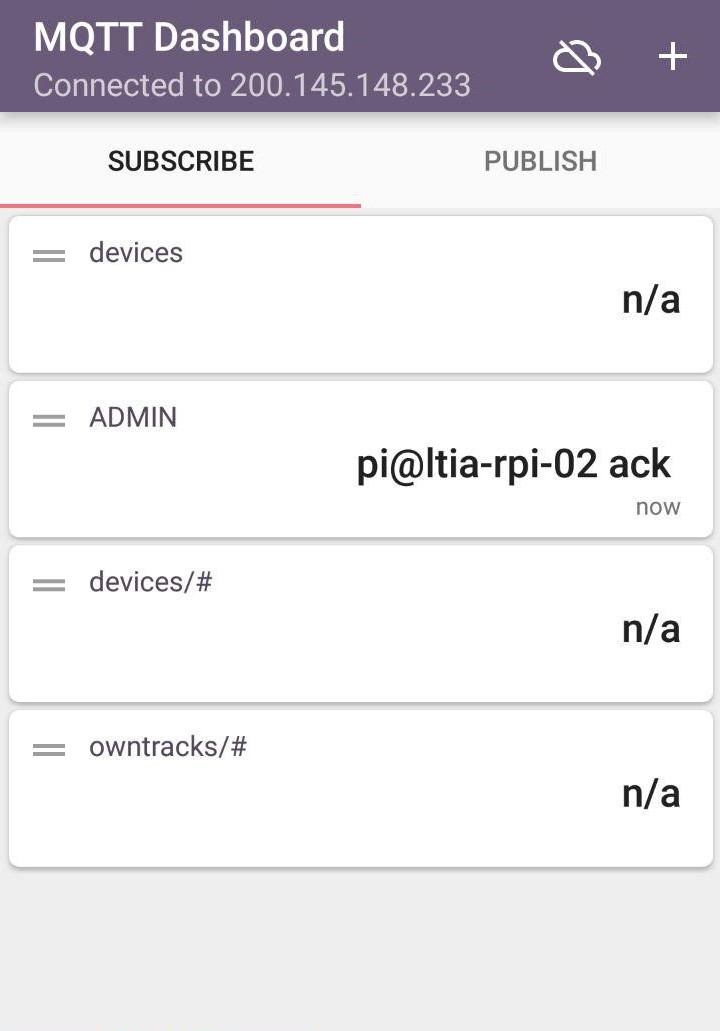 MQTT Dashboard
Connected to 200.145.148.233
SUBSCRIBE PUBLISH
devices
n/a
ADMIN
pi@ltia-rpi-02 ack
now
devices/#
n/a
owntracks/#
n/a